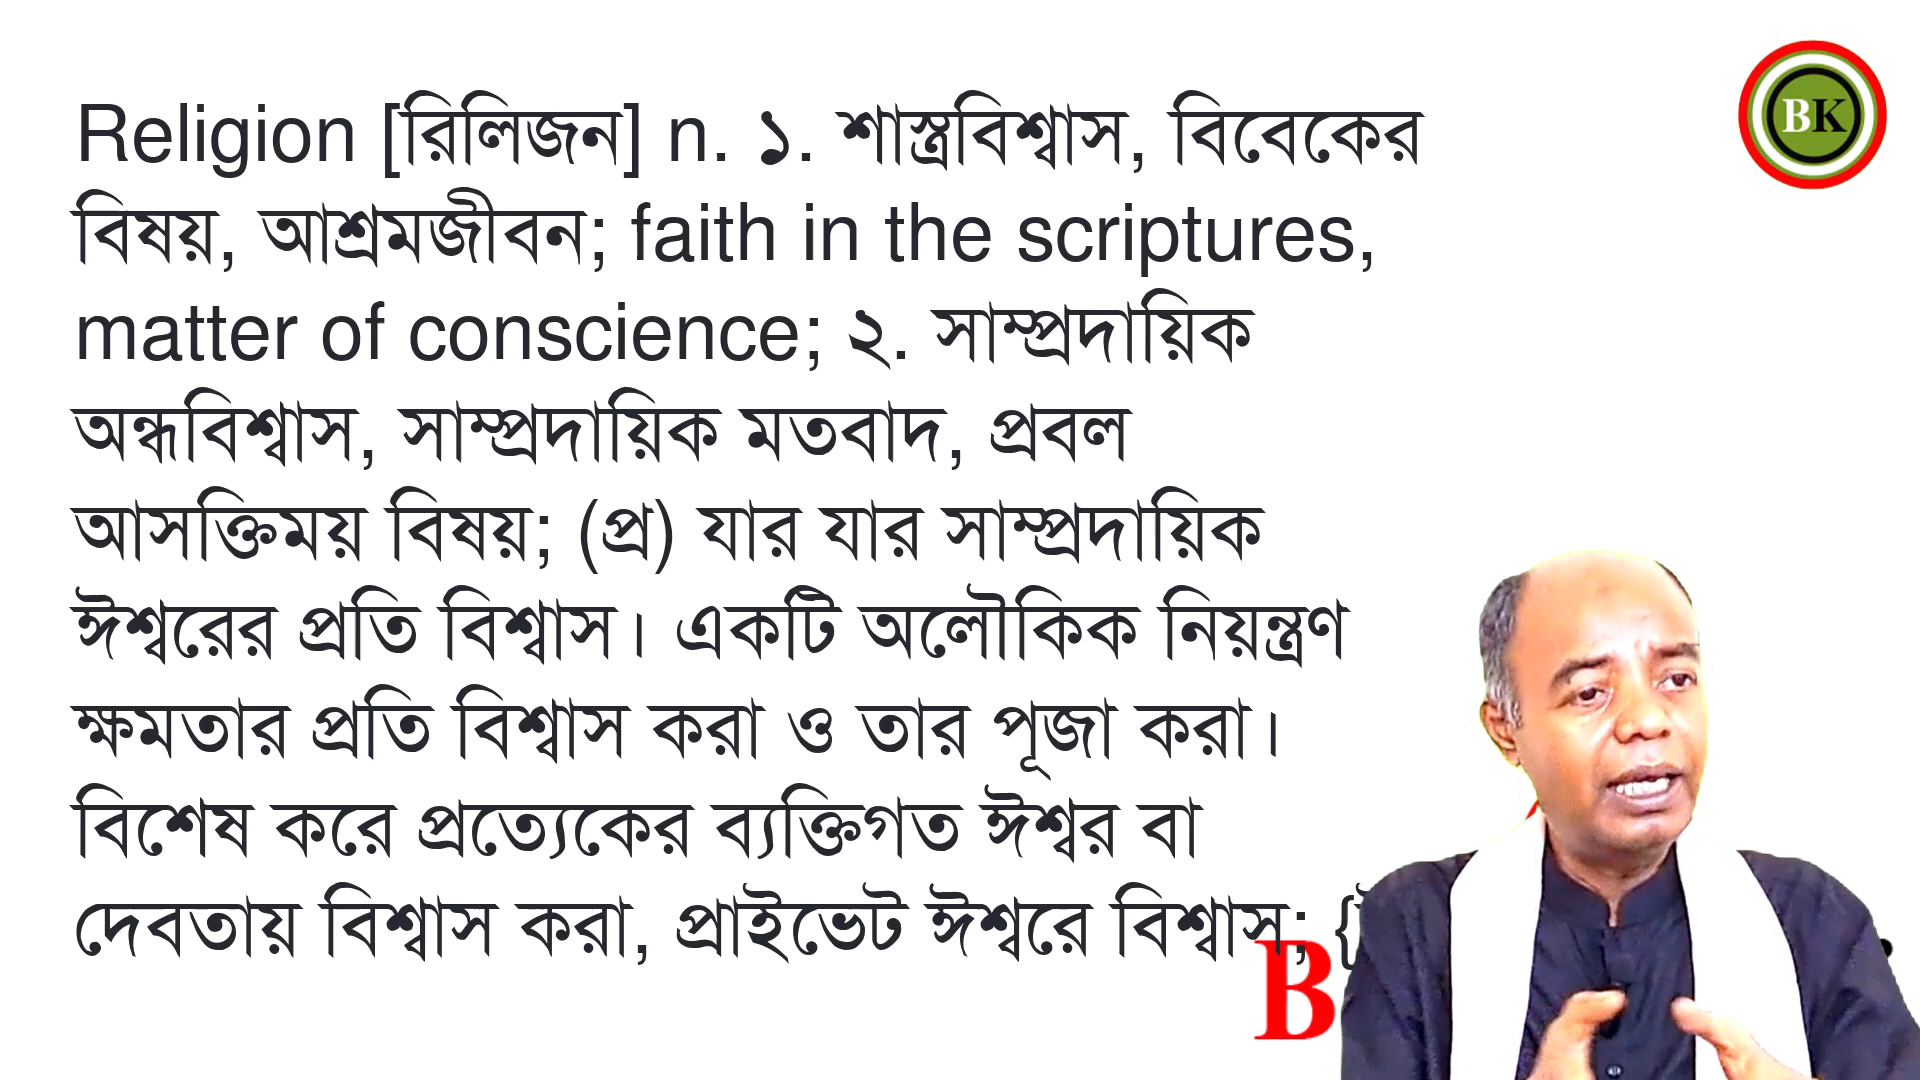 BK
Religion [রিলিজন] n. ১. শাস্ত্রবিশ্বাস, বিবেকের
বিষয়, আশ্রমজীবন; faith in the scriptures,
matter of conscience; ২. সাম্প্রদায়িক
অন্ধবিশ্বাস, সাম্প্রদায়িক মতবাদ, প্রবল
আসক্তিময় বিষয়; (প্র) যার যার সাম্প্রদায়িক
ঈশ্বরের প্রতি বিশ্বাস। একটি অলৌকিক নিয়ন্ত্রণ
ক্ষমতার প্রতি বিশ্বাস করা ও তার পূজা করা।
বিশেষ করে প্রত্যেকের ব্যক্তিগত ঈশ্বর বা
দেবতায় বিশ্বাস করা, প্রাইভেট ঈশ্বরে বিশ্বাস; {
B